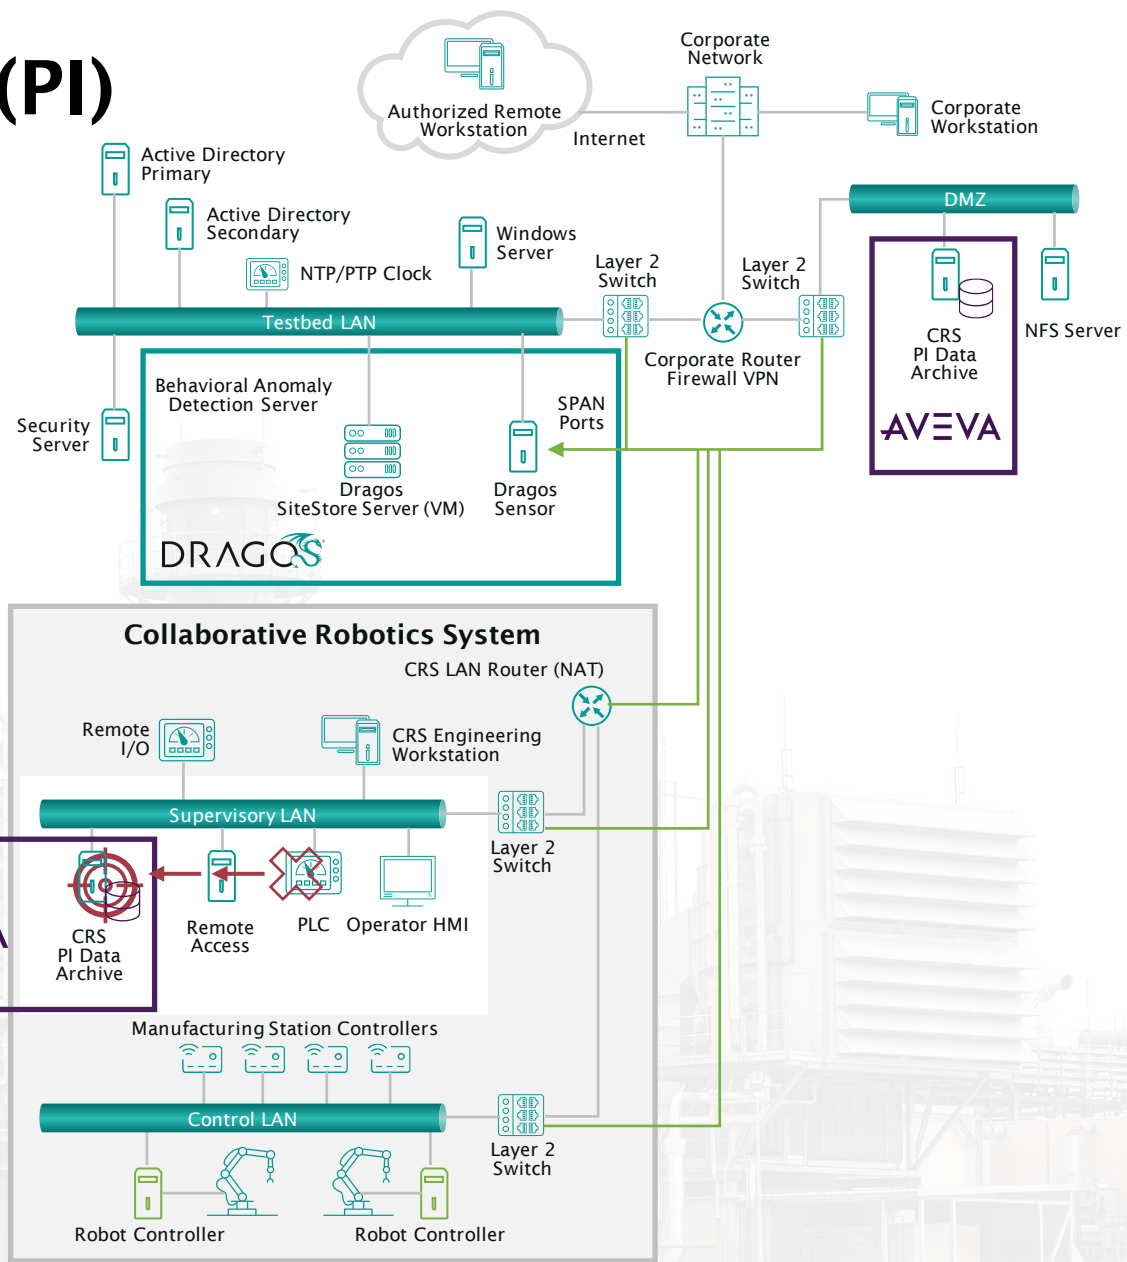 (PI)
Corporate
Network
Authorized Remote
Workstation
Internet
Corporate
Workstation
Active Directory
Primary
Active Directory
Secondary
NTP/PTP Clock
Windows
Server
Layer 2
Switch
Layer 2
Switch
DMZ
Testbed LAN
Corporate Router
Firewall VPN
CRS
PI Data
Archive
NFS Server
AVEVA
Security
Server
Behavioral Anomaly
Detection Server
SPAN
Ports
Dragos
SiteStore Server (VM)
Dragos
Sensor
DRAGOS
Collaborative Robotics System
CRS LAN Router (NAT)
Remote
I/O
CRS Engineering
Workstation
Supervisory LAN
Layer 2
Switch
CRS
PI Data
Archive
Remote
Access
PLC
Operator HMI
A
Manufacturing Station Controllers
Control LAN
Layer 2
Switch
Robot Controller
Robot Controller